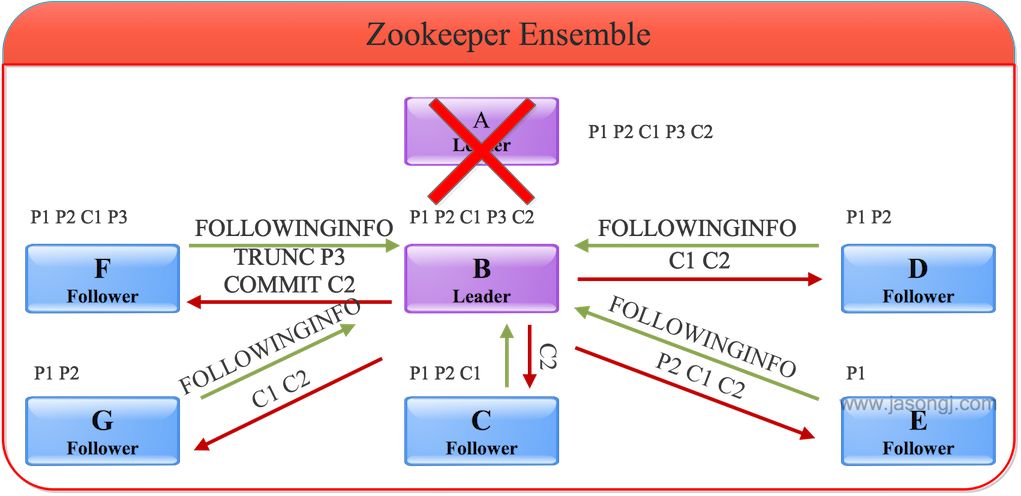 Zookeeper Ensemble
A
P1 P2 C1 P3 C2
P1 P2 C1 P3
P1 P2 C1 P3 C2
P1 P2
FOLLOWINGINFO
FOLLOWINGINFO
F
Follower
TRUNC P3
COMMIT C2
B
Leader
C1 C2
D
Follower
FOLLOWINGINFO
FOLLOWINGINFO
C2
P2 C1 C2
P1 P2
C1 C2
P1 P2 C1
P1
www.jasongj.com
G
Follower
C
Follower
E
Follower